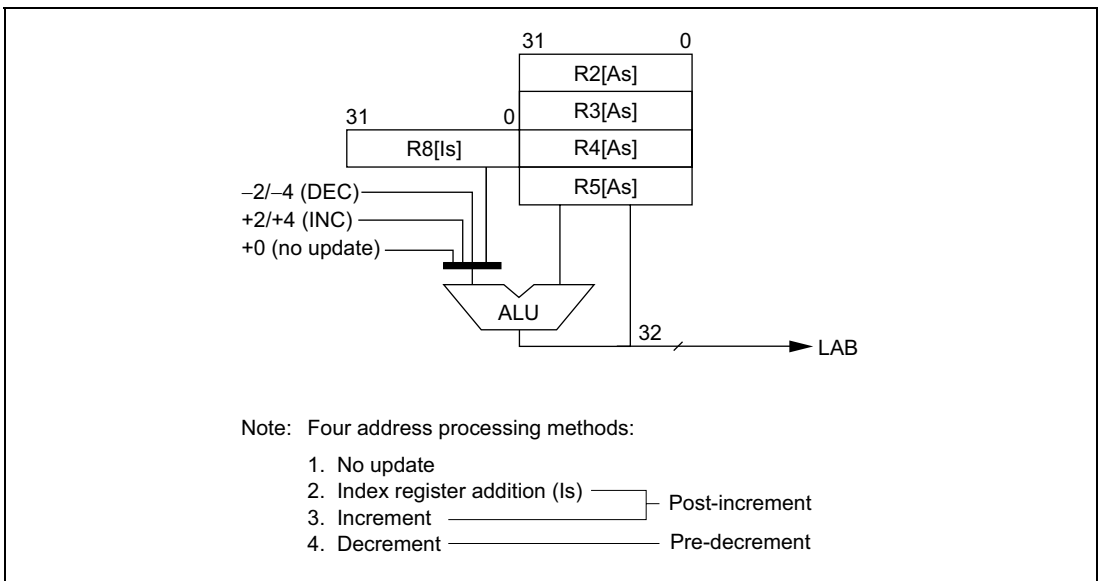 31 0
R2[As]
R3[As]
31 0
R8[Is]
R4[As]
R5[As]
–2/–4 (DEC)
+2/+4 (INC)
+0 (no update)
ALU
32
LAB
Note: Four address processing methods:
1. No update
2. Index register addition (Is)
Post-increment
3. Increment
4. Decrement Pre-decrement